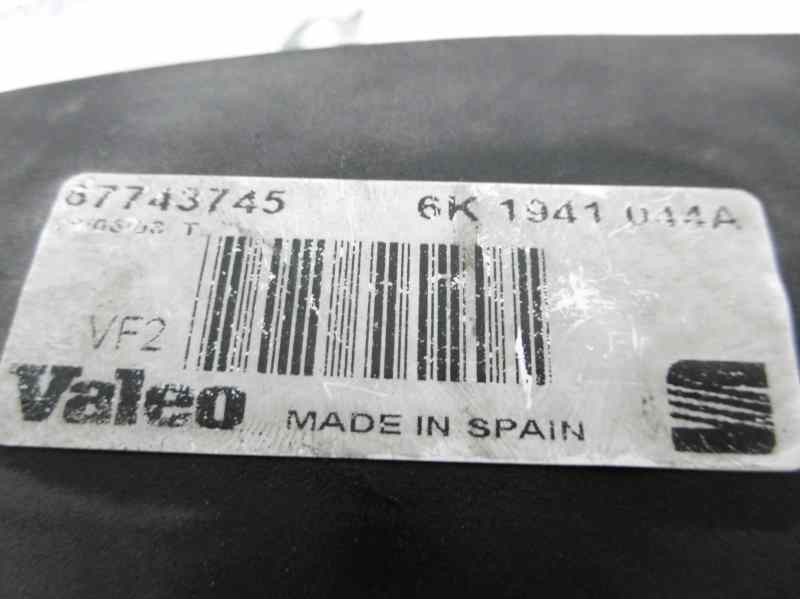 67743745 6K 1941 044A
VF2
Valeo MADE IN SPAIN